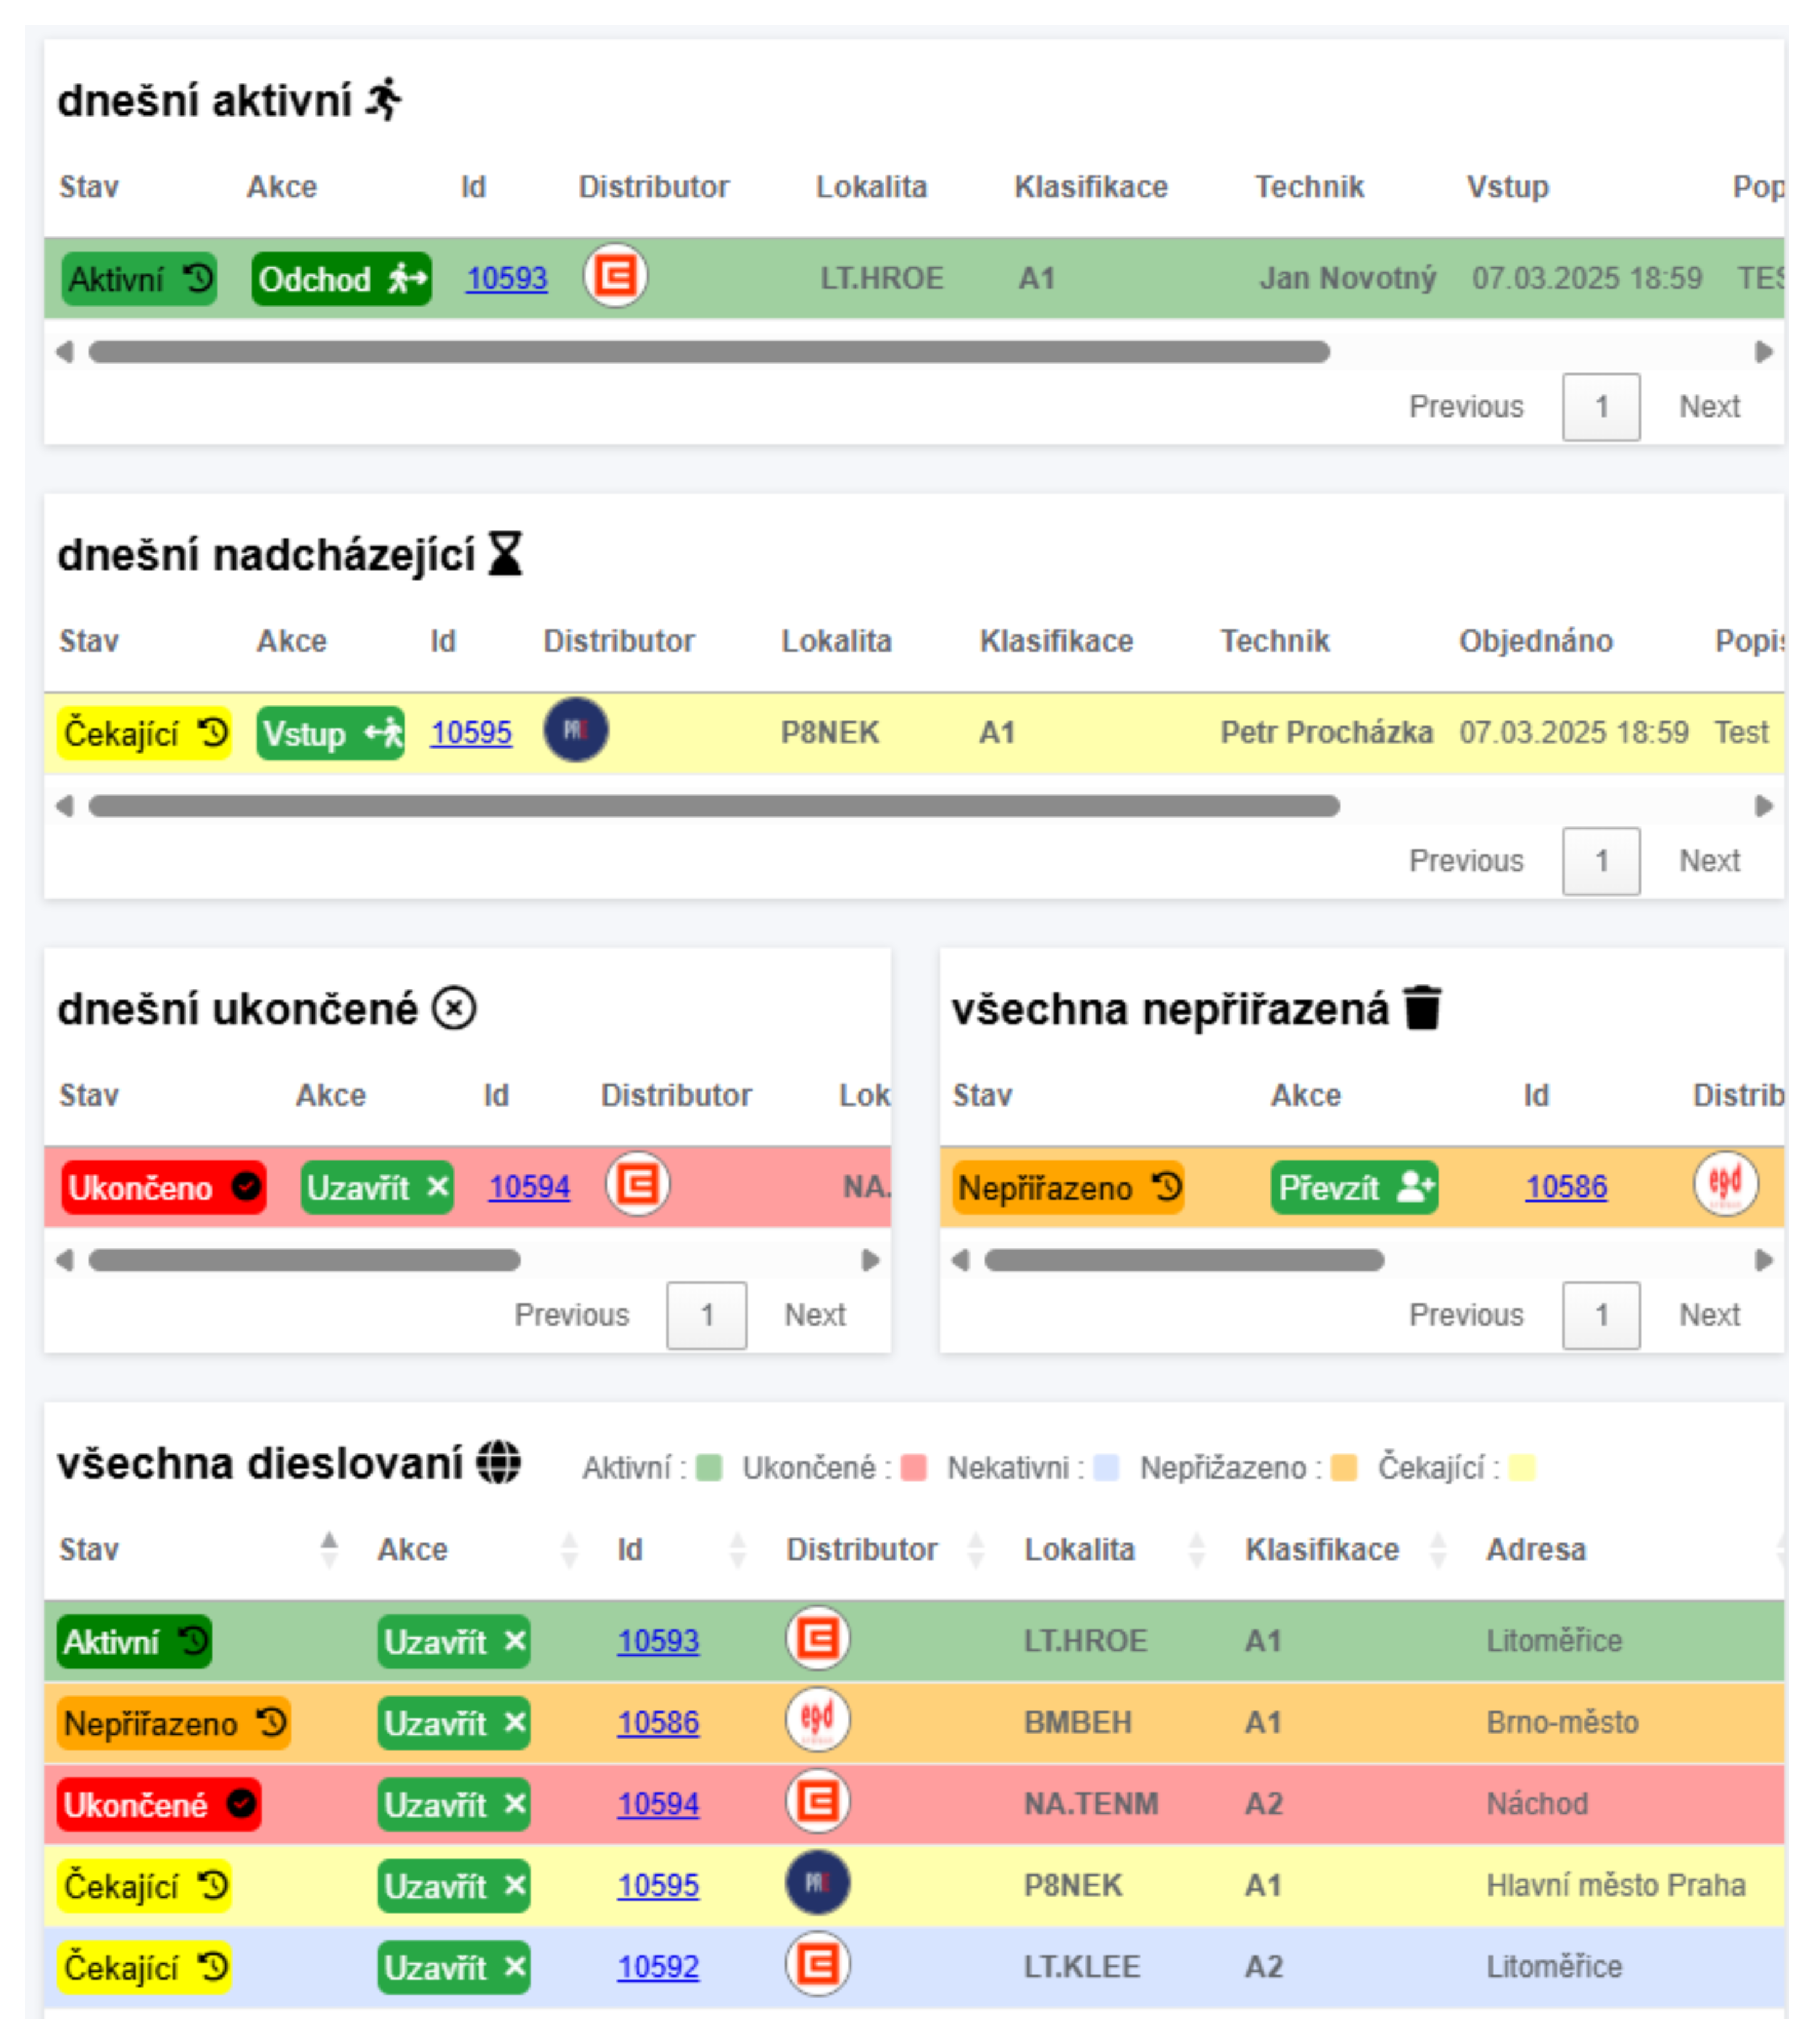 dnešní aktivní
Stav Akce Id Distributor Lokalita Klasifikace Technik Vstup Pop
Aktivní Odchod 10593 LT.HROE A1 Jan Novotný 07.03.2025 18:59 TES
Previous 1 Next
dnešní nadcházející
Stav Akce Id Distributor Lokalita Klasifikace Technik Objednáno Popis
Čekající Vstup 10595 PRE P8NEK A1 Petr Procházka 07.03.2025 18:59 Test
Previous 1 Next
dnešní ukončené
Stav Akce Id Distributor Lok
Ukončeno Uzavřít 10594 NA.
Previous 1 Next
všechna nepřiřazená
Stav Akce Id Distrib
Nepřiřazeno Převzít 10586 egd
Previous 1 Next
všechna dieslovaní Aktivní : Ukončené : Nekativni : Nepřižazeno : Čekající :
Stav Akce Id Distributor Lokalita Klasifikace Adresa
Aktivní Uzavřít 10593 LT.HROE A1 Litoměřice
Nepřiřazeno Uzavřít 10586 egd BMBEH A1 Brno-město
Ukončené Uzavřít 10594 NA.TENM A2 Náchod
Čekající Uzavřít 10595 PRE P8NEK A1 Hlavní město Praha
Čekající Uzavřít 10592 LT.KLEE A2 Litoměřice